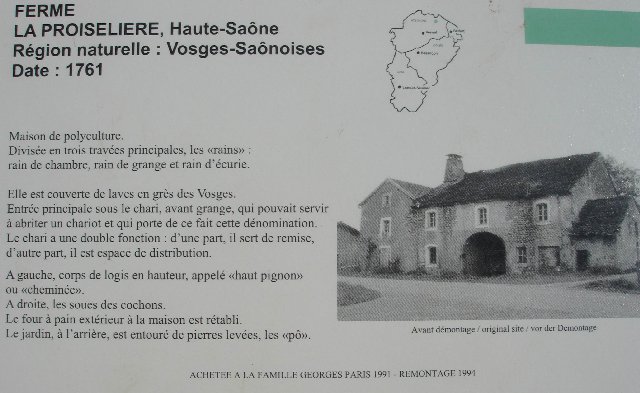 FERME
LA PROISELIERE, Haute-Saône
Région naturelle : Vosges-Saônoises
Date : 1761
Maison de polyculture.
Divisée en trois travées principales, les «rains» :
rain de chambre, rain de grange et rain d'écurie.
Elle est couverte de laves en grès des Vosges.
Entrée principale sous le chari, avant grange, qui pouvait servir
à abriter un chariot et qui porte de ce fait cette dénomination.
Le chari a une double fonction : d'une part, il sert de remise,
d'autre part, il est espace de distribution.
A gauche, corps de logis en hauteur, appelé «haut pignon»
ou «cheminée».
A droite, les soues des cochons.
Le four à pain extérieur à la maison est rétabli.
Le jardin, à l'arrière, est entouré de pierres levées, les «pô».
Avant démontage / original site / vor der Demontage
ACHETEE A LA FAMILLE GEORGES PARIS 1991 - REMONTAGE 1994